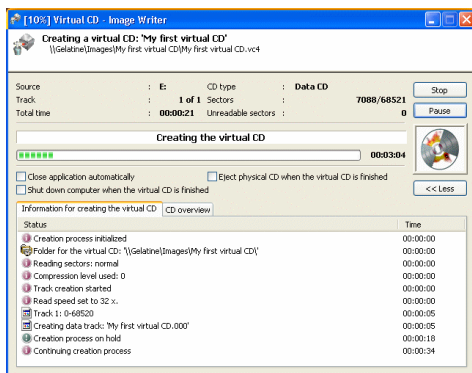 [10%] Virtual CD - Image Writer
Creating a virtual CD: 'My first virtual CD'
\\Gelatine\Images\My first virtual CD\My first virtual CD.vc4
Source : E: CD type : Data CD
Track : 1 of 1 Sectors : 7088/68521
Total time : 00:00:21 Unreadable sectors : 0
Stop
Pause
Creating the virtual CD
00:03:04
Close application automatically Eject physical CD when the virtual CD is finished
Shut down computer when the virtual CD is finished
<< Less
Information for creating the virtual CD CD overview
Status Time
Creation process initialized 00:00:00
Folder for the virtual CD: '\\Gelatine\Images\My first virtual CD\' 00:00:00
Reading sectors: normal 00:00:00
Compression level used: 0 00:00:00
Track creation started 00:00:00
Read speed set to 32 x. 00:00:00
Track 1: 0-68520 00:00:05
Creating data track: 'My first virtual CD.000' 00:00:05
Creation process on hold 00:00:18
Continuing creation process 00:00:34